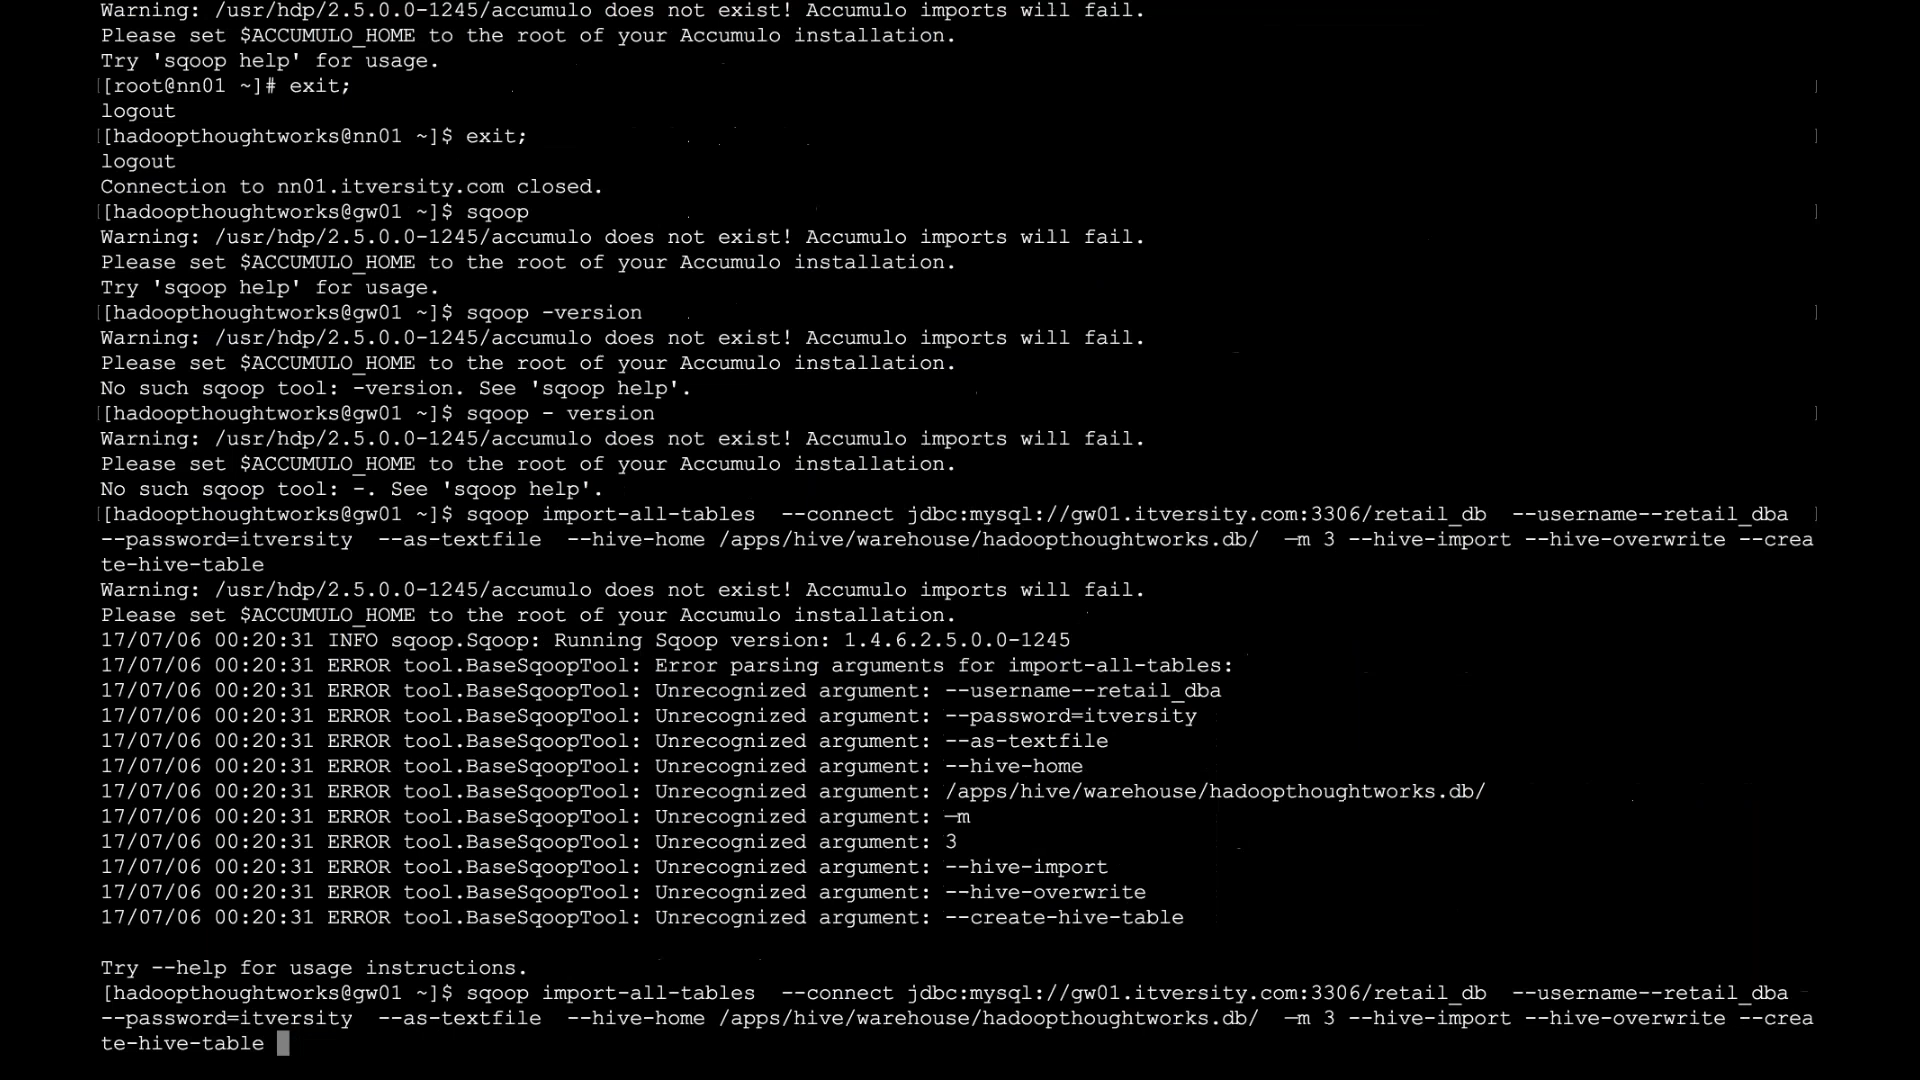 Warning: /usr/hdp/2.5.0.0-1245/accumulo does not exist! Accumulo imports will fail.
Please set $ACCUMULO_HOME to the root of your Accumulo installation.
Try 'sqoop help' for usage.
[[root@nn01 ~]# exit; ]
logout
[[hadoopthoughtworks@nn01 ~]$ exit; ]
logout
Connection to nn01.itversity.com closed.
[[hadoopthoughtworks@gw01 ~]$ sqoop ]
Warning: /usr/hdp/2.5.0.0-1245/accumulo does not exist! Accumulo imports will fail.
Please set $ACCUMULO_HOME to the root of your Accumulo installation.
Try 'sqoop help' for usage.
[[hadoopthoughtworks@gw01 ~]$ sqoop -version ]
Warning: /usr/hdp/2.5.0.0-1245/accumulo does not exist! Accumulo imports will fail.
Please set $ACCUMULO_HOME to the root of your Accumulo installation.
No such sqoop tool: -version. See 'sqoop help'.
[[hadoopthoughtworks@gw01 ~]$ sqoop - version ]
Warning: /usr/hdp/2.5.0.0-1245/accumulo does not exist! Accumulo imports will fail.
Please set $ACCUMULO_HOME to the root of your Accumulo installation.
No such sqoop tool: -. See 'sqoop help'.
[[hadoopthoughtworks@gw01 ~]$ sqoop import-all-tables  --connect jdbc:mysql://gw01.itversity.com:3306/retail_db  --username--retail_dba ]
--password=itversity  --as-textfile  --hive-home /apps/hive/warehouse/hadoopthoughtworks.db/  —m 3 --hive-import --hive-overwrite --crea
te-hive-table
Warning: /usr/hdp/2.5.0.0-1245/accumulo does not exist! Accumulo imports will fail.
Please set $ACCUMULO_HOME to the root of your Accumulo installation.
17/07/06 00:20:31 INFO sqoop.Sqoop: Running Sqoop version: 1.4.6.2.5.0.0-1245
17/07/06 00:20:31 ERROR tool.BaseSqoopTool: Error parsing arguments for import-all-tables:
17/07/06 00:20:31 ERROR tool.BaseSqoopTool: Unrecognized argument: --username--retail_dba
17/07/06 00:20:31 ERROR tool.BaseSqoopTool: Unrecognized argument: --password=itversity
17/07/06 00:20:31 ERROR tool.BaseSqoopTool: Unrecognized argument: --as-textfile
17/07/06 00:20:31 ERROR tool.BaseSqoopTool: Unrecognized argument: --hive-home
17/07/06 00:20:31 ERROR tool.BaseSqoopTool: Unrecognized argument: /apps/hive/warehouse/hadoopthoughtworks.db/
17/07/06 00:20:31 ERROR tool.BaseSqoopTool: Unrecognized argument: —m
17/07/06 00:20:31 ERROR tool.BaseSqoopTool: Unrecognized argument: 3
17/07/06 00:20:31 ERROR tool.BaseSqoopTool: Unrecognized argument: --hive-import
17/07/06 00:20:31 ERROR tool.BaseSqoopTool: Unrecognized argument: --hive-overwrite
17/07/06 00:20:31 ERROR tool.BaseSqoopTool: Unrecognized argument: --create-hive-table
Try --help for usage instructions.
[hadoopthoughtworks@gw01 ~]$ sqoop import-all-tables  --connect jdbc:mysql://gw01.itversity.com:3306/retail_db  --username--retail_dba
--password=itversity  --as-textfile  --hive-home /apps/hive/warehouse/hadoopthoughtworks.db/  —m 3 --hive-import --hive-overwrite --crea
te-hive-table